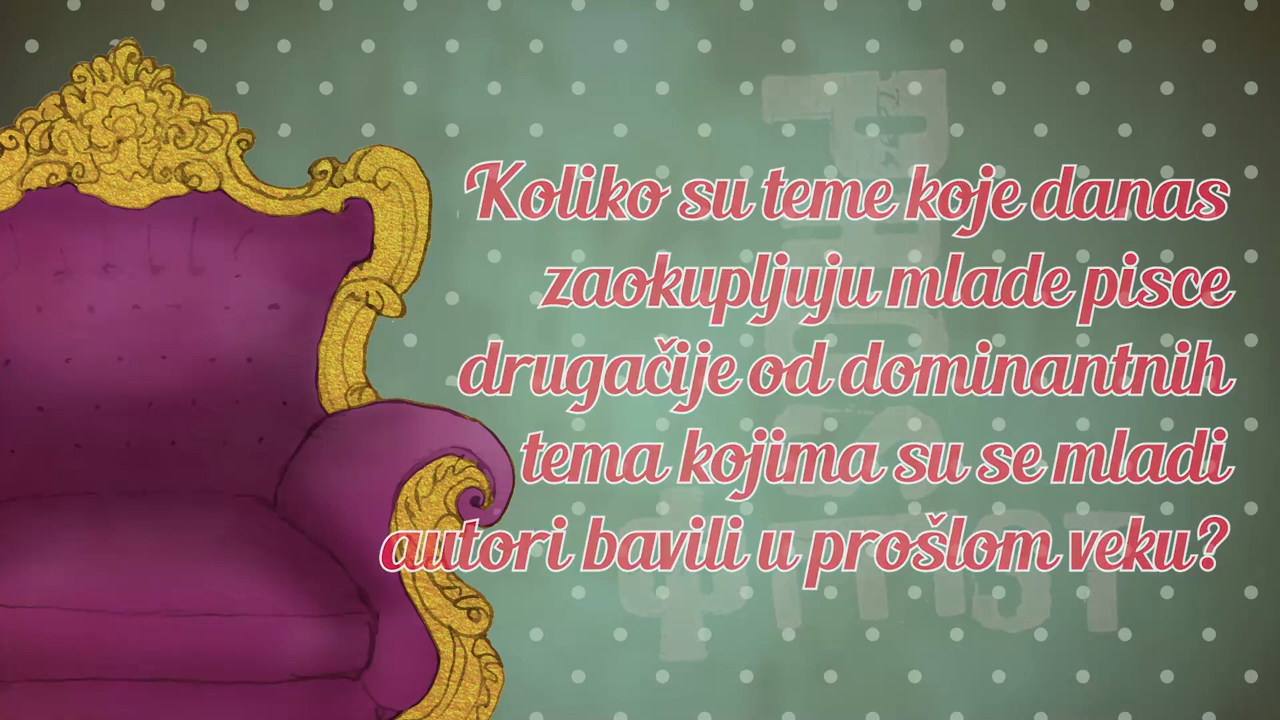 Koliko su teme koje danas
zaokupljuju mlade pisce
drugačije od dominantnih
tema kojima su se mladi
autori bavili u prošlom veku?